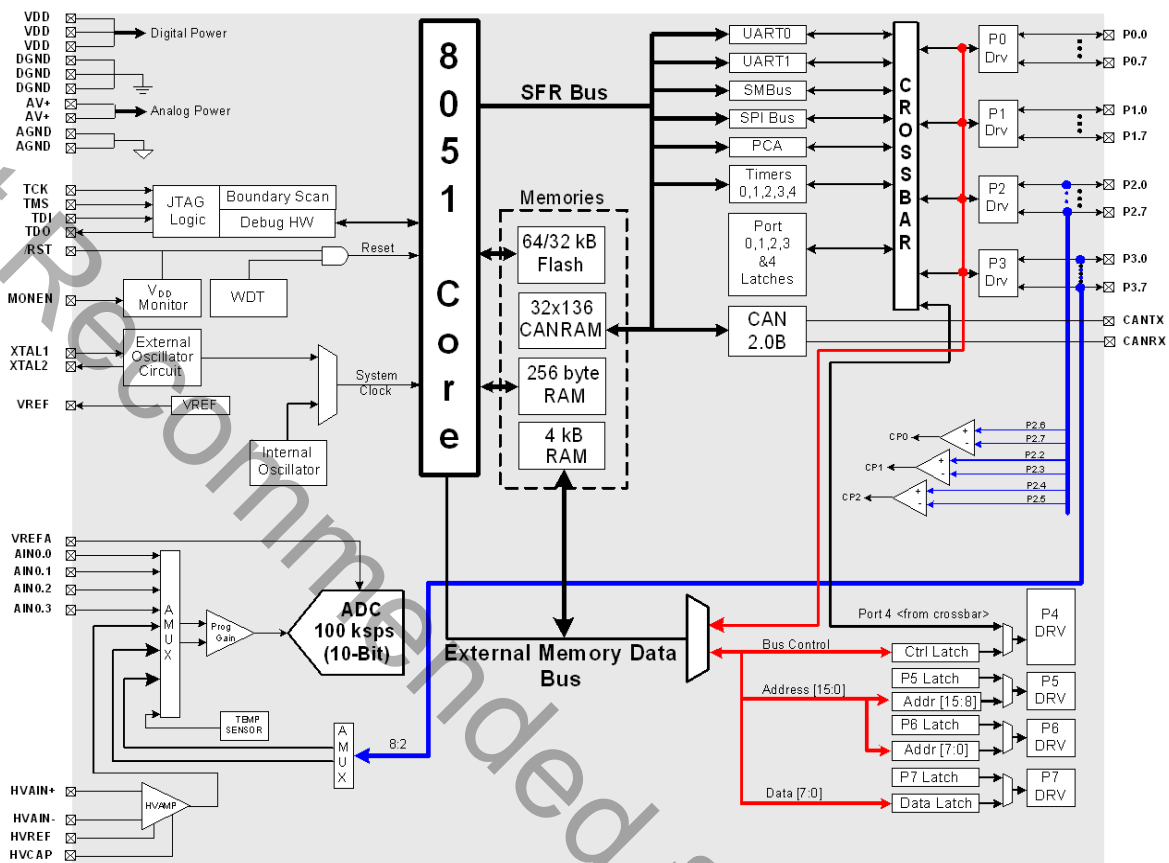 VDD
VDD
VDD
Digital Power
DGND
DGND
DGND
AV+
AV+
Analog Power
AGND
AGND
TCK
TMS
TDI
TDO
/RST
MONEN
XTAL1
XTAL2
VREF
JTAG
Logic
Boundary Scan
Debug HW
Reset
VDD
Monitor
WDT
External
Oscillator
Circuit
System
Clock
VREF
Internal
Oscillator
8051 Core
SFR Bus
Memories
64/32 kB
Flash
32x136
CANRAM
256 byte
RAM
4 kB
RAM
UART0
UART1
SMBus
SPI Bus
PCA
Timers
0,1,2,3,4
Port
0,1,2,3
&4
Latches
CAN
2.0B
CROSSBAR
P0
Drv
P1
Drv
P2
Drv
P3
Drv
P0.0
P0.7
P1.0
P1.7
P2.0
P2.7
P3.0
P3.7
CANTX
CANRX
CP0
+
-
P2.6
P2.7
CP1
+
-
P2.2
P2.3
CP2
+
-
P2.4
P2.5
VREFA
AIN0.0
AIN0.1
AIN0.2
AIN0.3
AMUX
Prog
Gain
ADC
100 ksps
(10-Bit)
TEMP
SENSOR
AMUX
8:2
HVAIN+
HVAIN-
HVREF
HVCAP
HVAMP
External Memory Data
Bus
Port 4 <from crossbar>
Bus Control
Address [15:0]
Data [7:0]
Ctrl Latch
P5 Latch
Addr [15:8]
P6 Latch
Addr [7:0]
P7 Latch
Data Latch
P4
DRV
P5
DRV
P6
DRV
P7
DRV
Recommended